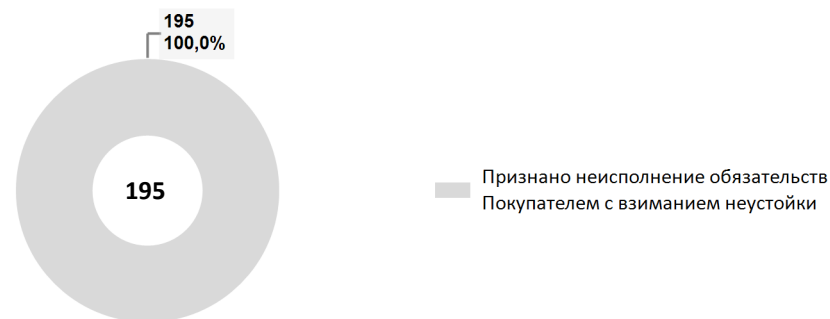 195
100,0%
195
Признано неисполнение обязательств
Покупателем с взиманием неустойки